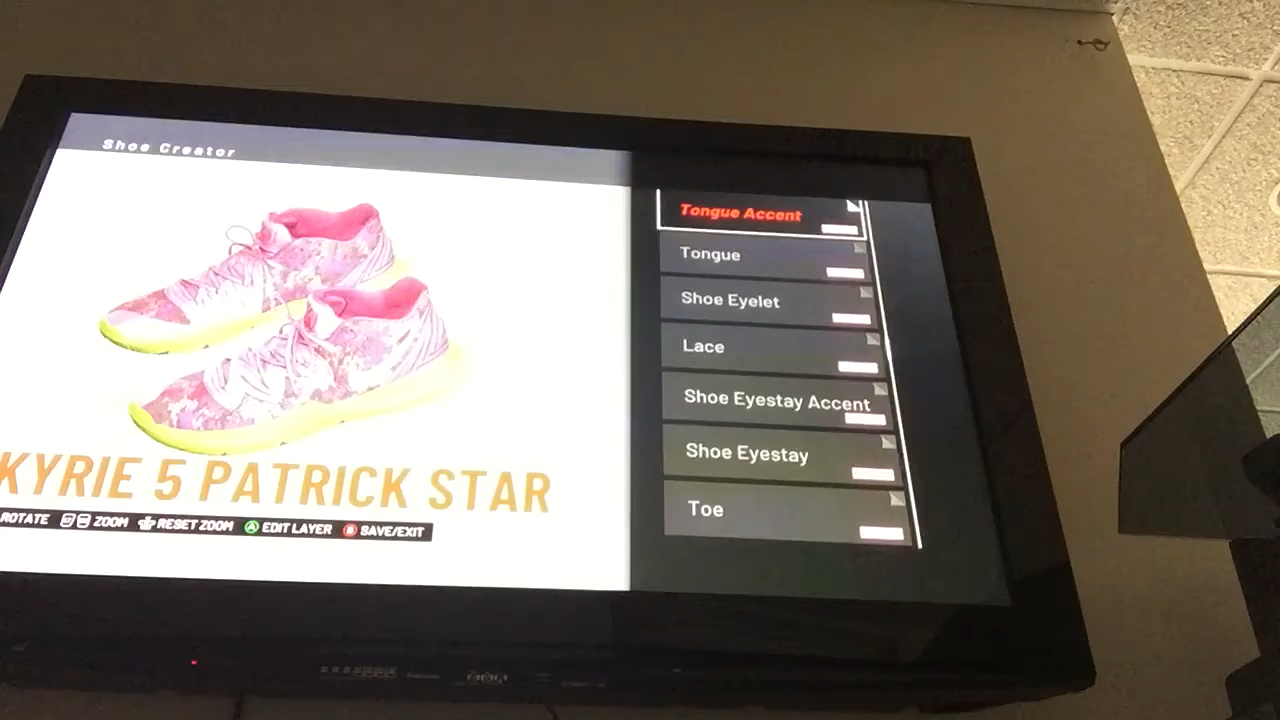 Shoe Creator
Tongue Accent
Tongue
Shoe Eyelet
Lace
Shoe Eyestay Accent
Shoe Eyestay
Toe
KYRIE 5 PATRICK STAR
ROTATE ZOOM RESET ZOOM A EDIT LAYER B SAVE/EXIT